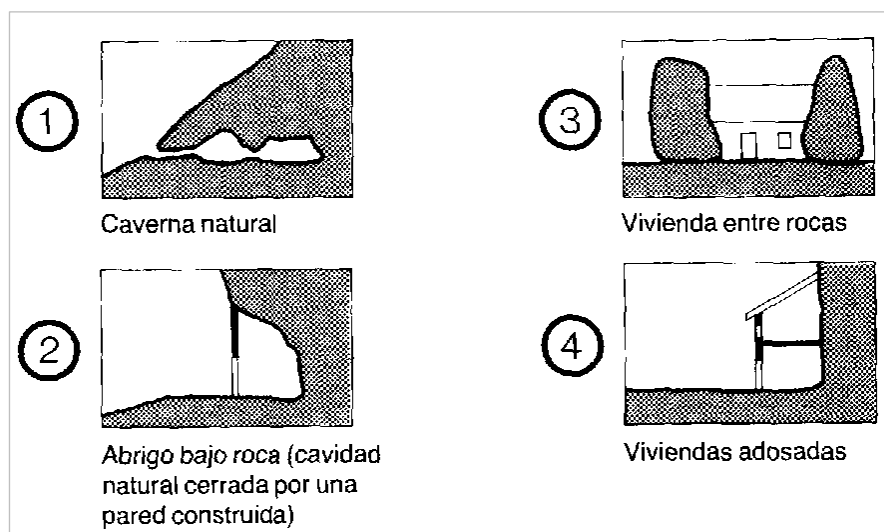 1
Caverna natural
2
Abrigo bajo roca (cavidad
natural cerrada por una
pared construida)
3
Vivienda entre rocas
4
Viviendas adosadas